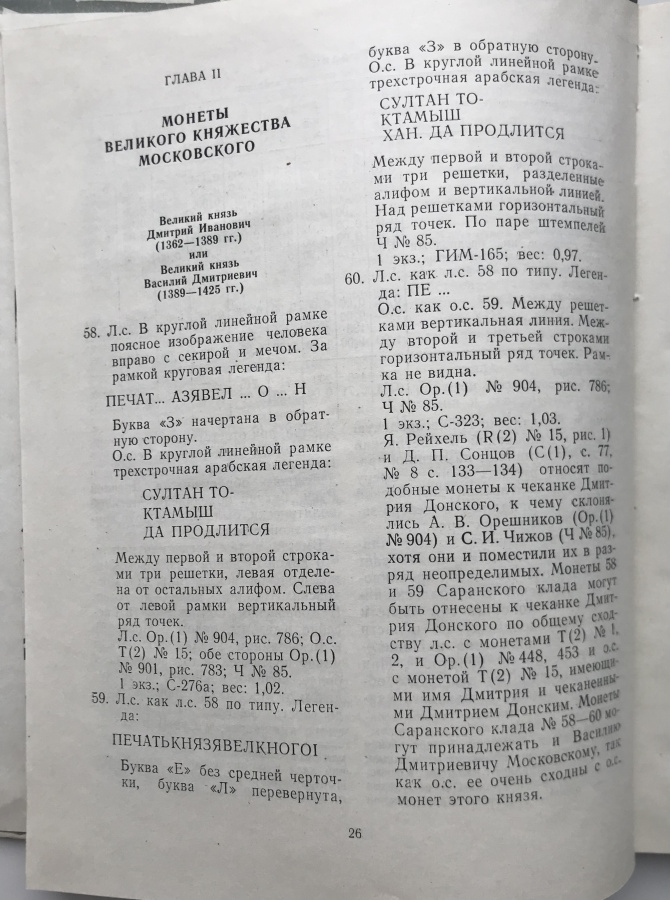 ГЛАВА II
МОНЕТЫ
ВЕЛИКОГО КНЯЖЕСТВА
МОСКОВСКОГО
Великий князь
Дмитрий Иванович
(1362—1389 гг.)
или
Великий князь
Василий Дмитриевич
(1389—1425 гг.)
58. Л.с. В круглой линейной рамке
поясное изображение человека
вправо с секирой и мечом. За
рамкой круговая легенда:
ПЕЧАТ... АЗЯВЕЛ ... О ... Н
Буква «З» начертана в обрат-
ную сторону.
О.с. В круглой линейной рамке
трехстрочная арабская легенда:
СУЛТАН ТО-
ҚТАМЫШ
ДА ПРОДЛИТСЯ
Между первой и второй строка-
ми три решетки, левая отделе-
на от остальных алифом. Слева
от левой рамки вертикальный
ряд точек.
Л.с. Ор.(1) № 904, рис. 786; О.с.
Т(2) № 15; обе стороны Ор.(1)
№ 901, рис. 783; Ч № 85.
1 экз.; С-276а; вес: 1,02.
59. Л.с. как л.с. 58 по типу. Леген-
да:
ПЕЧАТЬКНЯЗЯВЕЛКНОГОI
Буква «Е» без средней черточ-
ки, буква «Л» перевернута,
буква «З» в обратную сторону.
О.с. В круглой линейной рамке
трехстрочная арабская легенда:
СУЛТАН ТО-
ҚТАМЫШ
ХАН. ДА ПРОДЛИТСЯ
Между первой и второй строка-
ми три решетки, разделенные
алифом и вертикальной линией.
Над решетками горизонтальный
ряд точек. По паре штемпелей
Ч № 85.
1 экз.; ГИМ-165; вес: 0,97.
60. Л.с. как л.с. 58 по типу. Леген-
да: ПЕ ...
О.с. как о.с. 59. Между решет-
ками вертикальная линия. Меж-
ду второй и третьей строками
горизонтальный ряд точек. Рам-
ка не видна.
Л.с. Ор.(1) № 904, рис. 786;
Ч № 85.
1 экз.; С-323; вес: 1,03.
Я. Рейхель (R(2) № 15, рис. 1)
и Д. П. Сонцов (С(1), с. 77,
№ 8 с. 133—134) относят по-
добные монеты к чеканке Дмит-
рия Донского, к чему склоня-
лись А. В. Орешников (Ор.(1)
№ 904) и С. И. Чижов (Ч № 85),
хотя они и поместили их в раз-
ряд неопределимых. Монеты 58
и 59 Саранского клада могут
быть отнесены к чеканке Дмит-
рия Донского по общему сход-
ству л.с. с монетами Т(2) № 1,
2, и Ор.(1) № 448, 453 и о.с.
с монетой Т(2) № 15, имеющи-
ми имя Дмитрия и чеканенны-
ми Дмитрием Донским. Монеты
Саранского клада № 58—60 мо-
гут принадлежать и Василию
Дмитриевичу Московскому, так
как о.с. ее очень сходны с о.с.
монет этого князя.
26